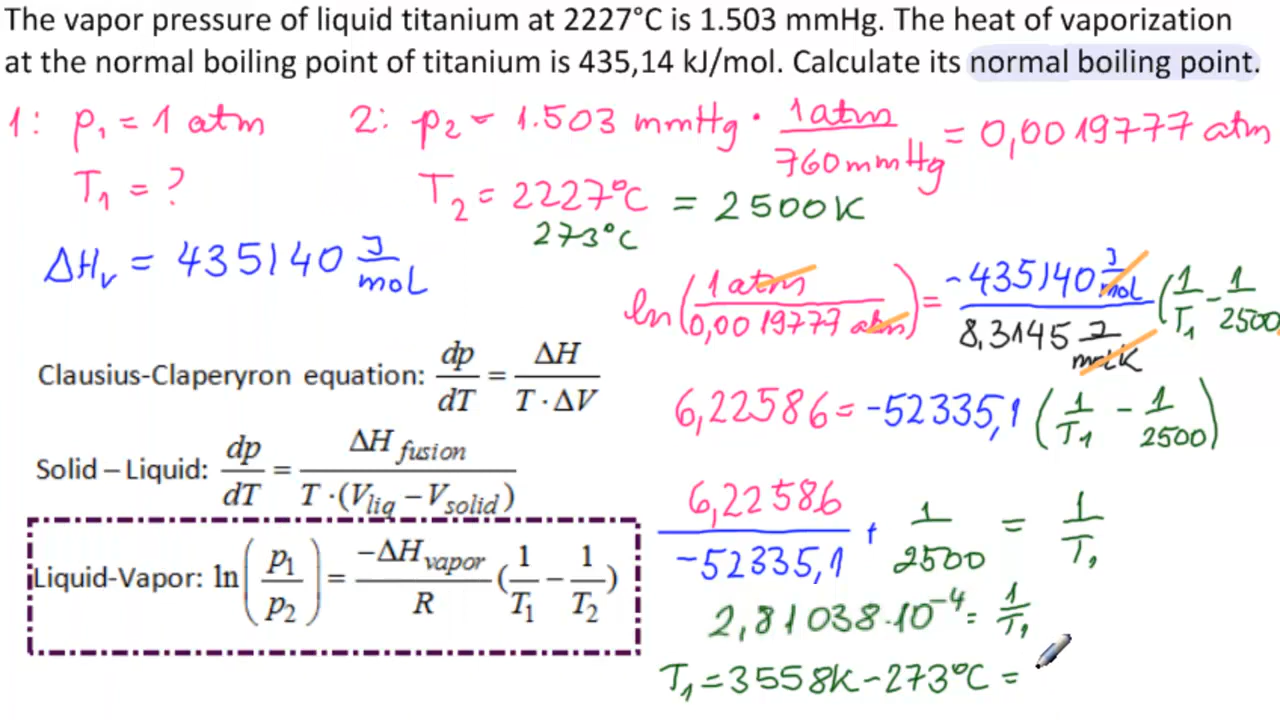 The vapor pressure of liquid titanium at 2227°C is 1.503 mmHg. The heat of vaporization
at the normal boiling point of titanium is 435,14 kJ/mol. Calculate its normal boiling point.
1: p₁ = 1 atm
T₁ = ?
2: p₂ = 1.503 mmHg · 1 atm / 760 mmHg = 0,0019777 atm
T₂ = 2227°C = 2500K
273°C
ΔHᵥ = 435140 J/mol
ln(1 atm / 0,0019777 atm) = -435140 J/mol / 8,3145 J/mol K (1/T₁ - 1/2500
6,22586 = -52335,1 (1/T₁ - 1/2500)
6,22586 / -52335,1 + 1/2500 = 1/T₁
2,81038·10⁻⁴ = 1/T₁
T₁ = 3558K - 273°C =
Clausius-Claperyron equation: dp/dT = ΔH / T·ΔV
Solid – Liquid: dp/dT = ΔH fusion / T·(Vliq – Vsolid)
Liquid-Vapor: ln(p₁/p₂) = -ΔHvapor / R (1/T₁ - 1/T₂)